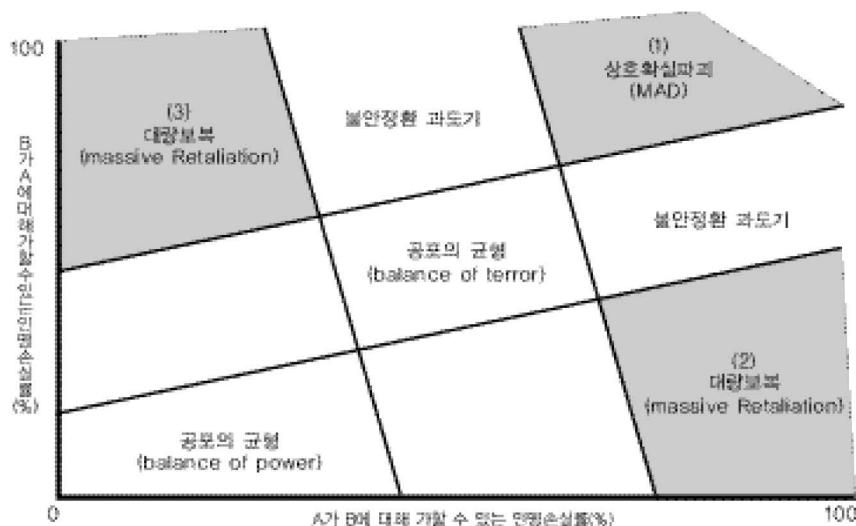 100
(1)
상호확실파괴
(MAD)
(3)
대량보복
(massive Retaliation)
불안정환 과도기
불안정환 과도기
공포의 균형
(balance of terror)
(2)
대량보복
(massive Retaliation)
공포의 균형
(balance of power)
B가 A에 대해 가할 수 있는 인명손실률(%)
0
A가 B에 대해 가할 수 있는 인명손실률(%)
100